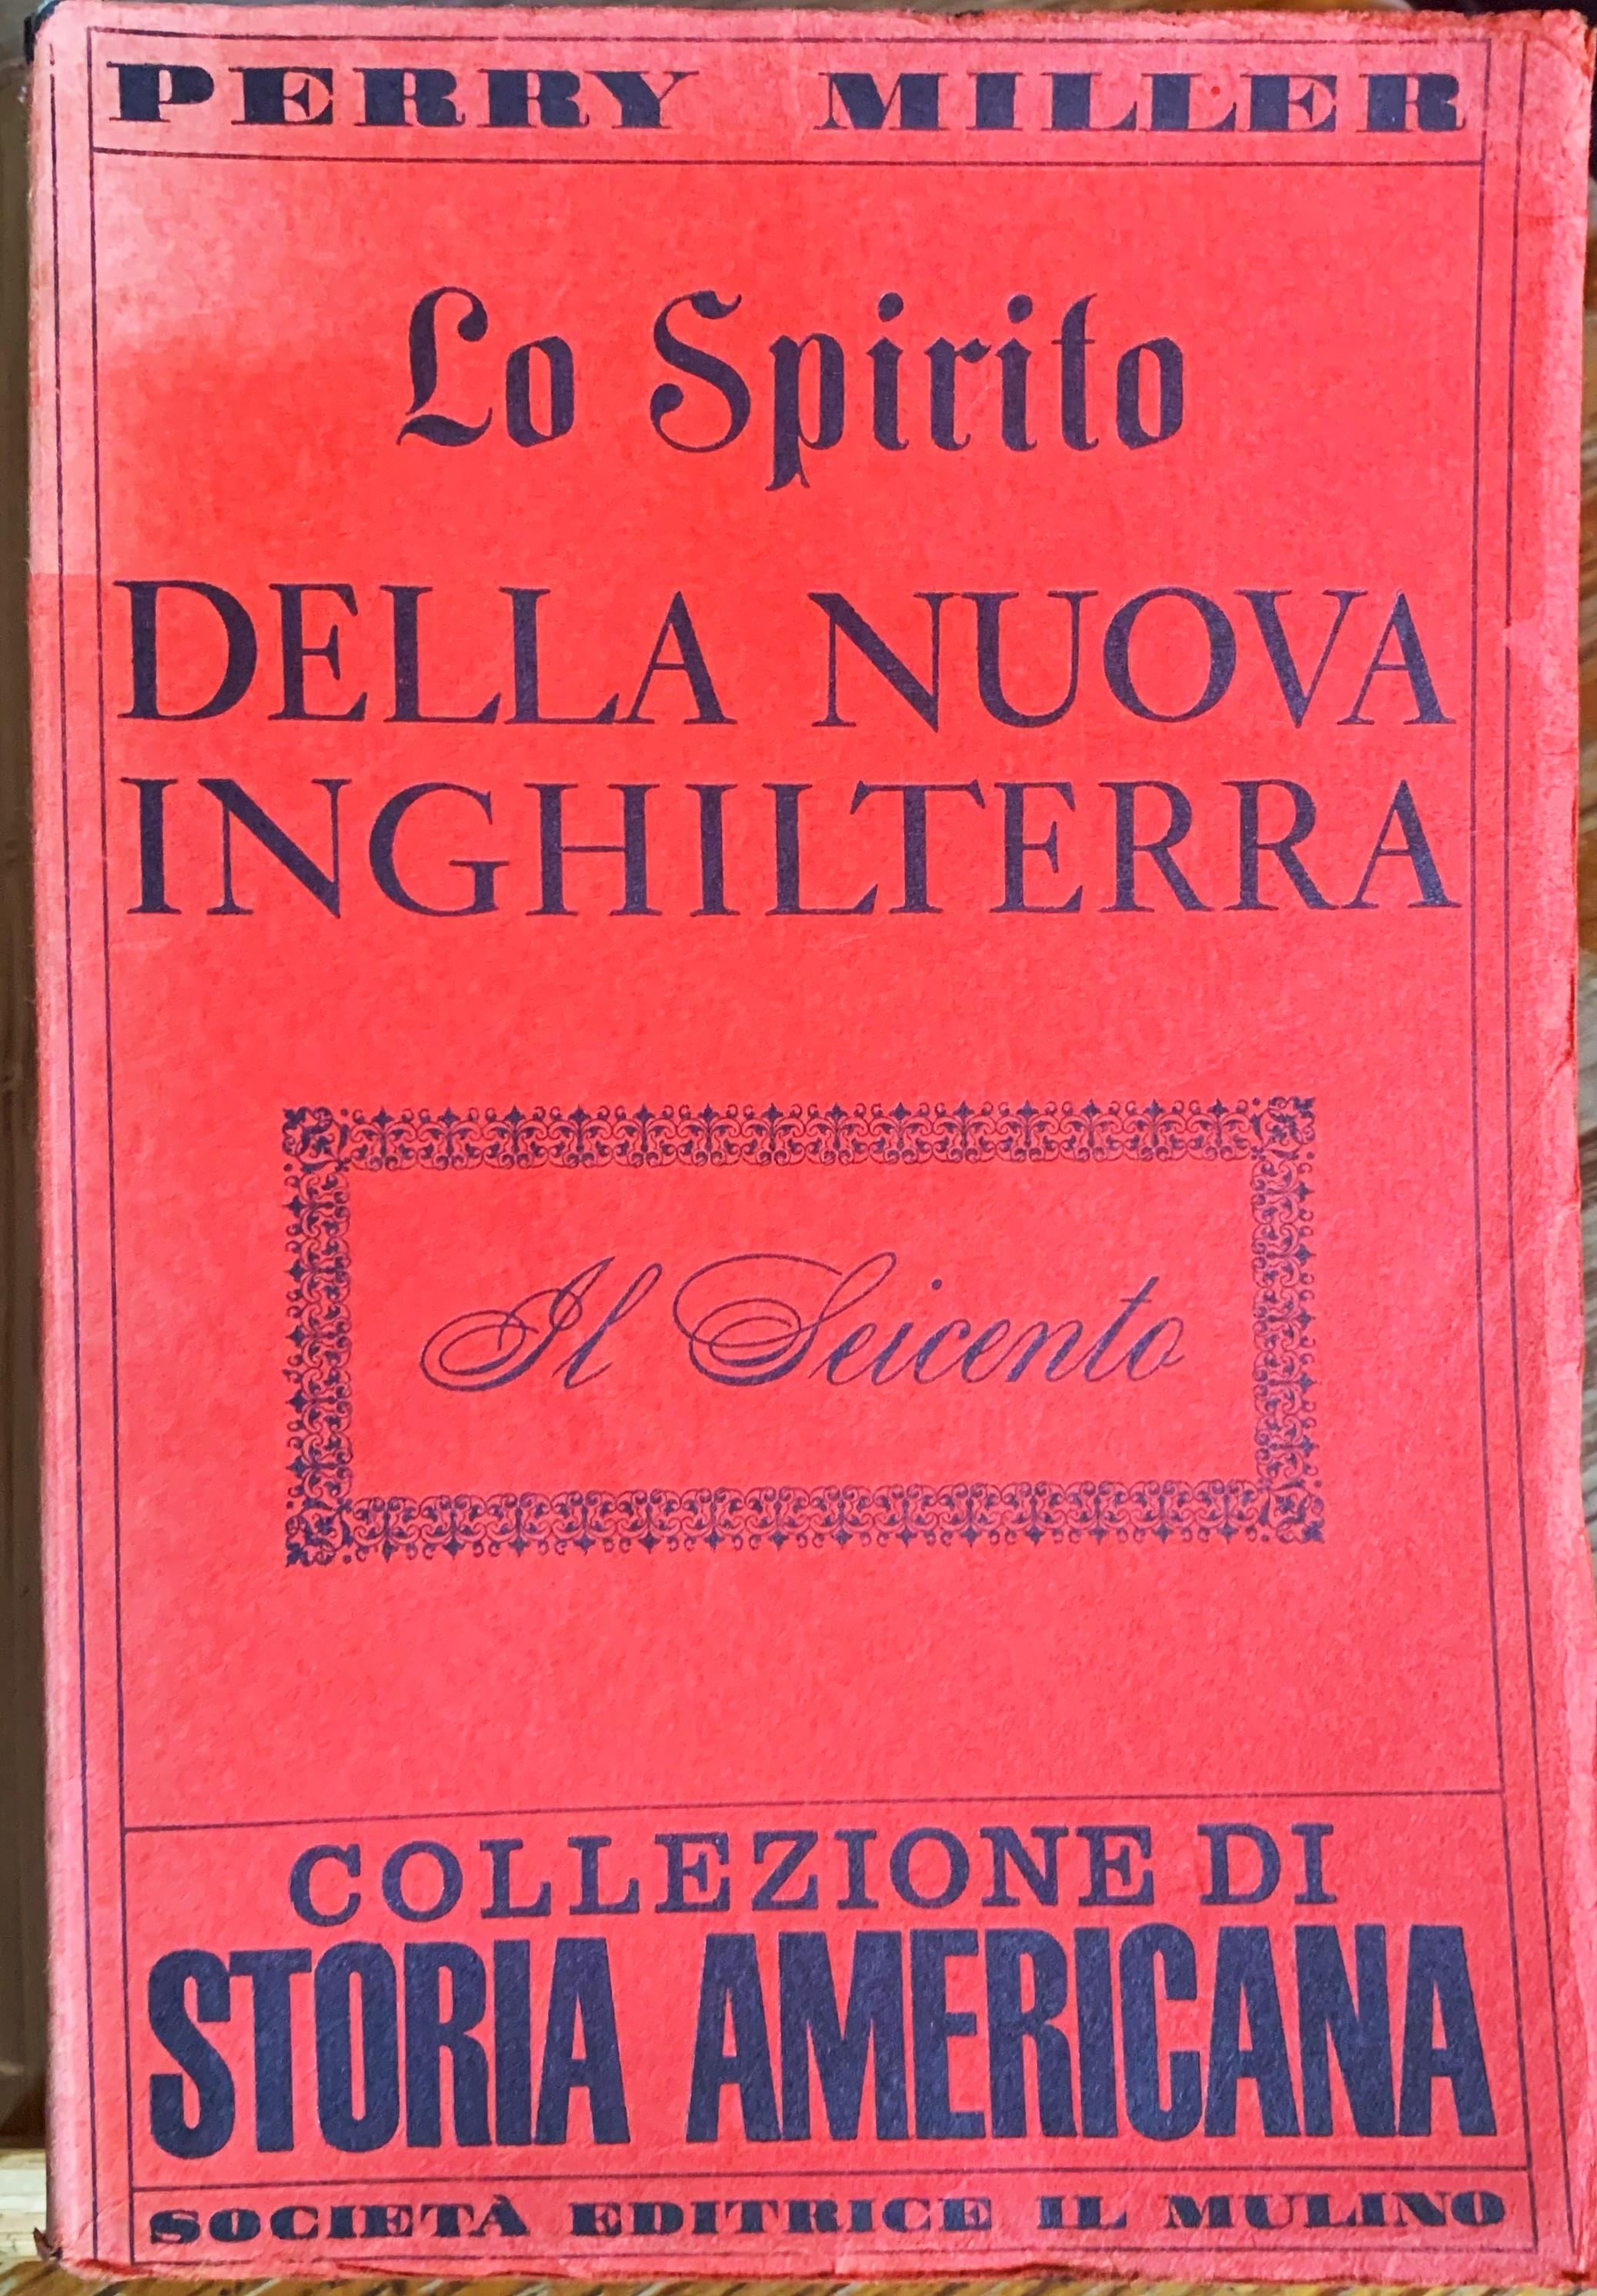 PERRY MILLER
Lo Spirito
DELLA NUOVA
INGHILTERRA
Il Seicento
COLLEZIONE DI
STORIA AMERICANA
SOCIETÀ EDITRICE IL MULINO